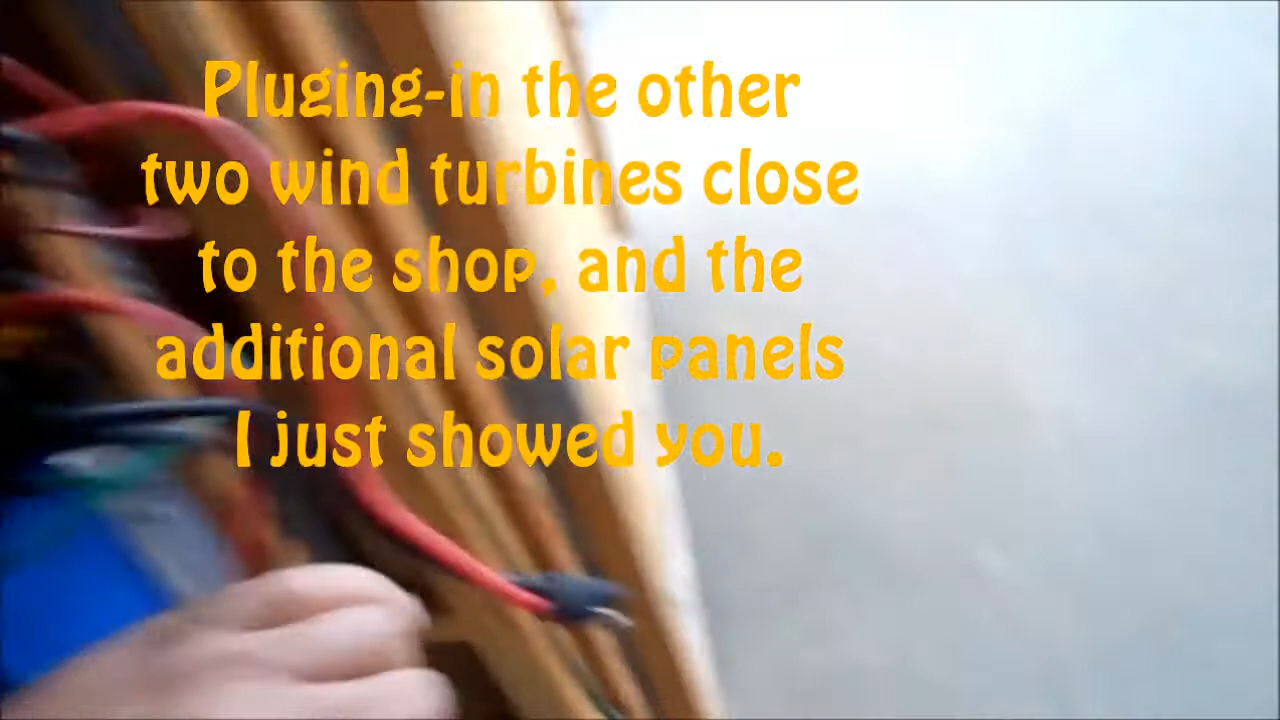 Pluging-in the other
two wind turbines close
to the shop, and the
additional solar panels
I just showed you.